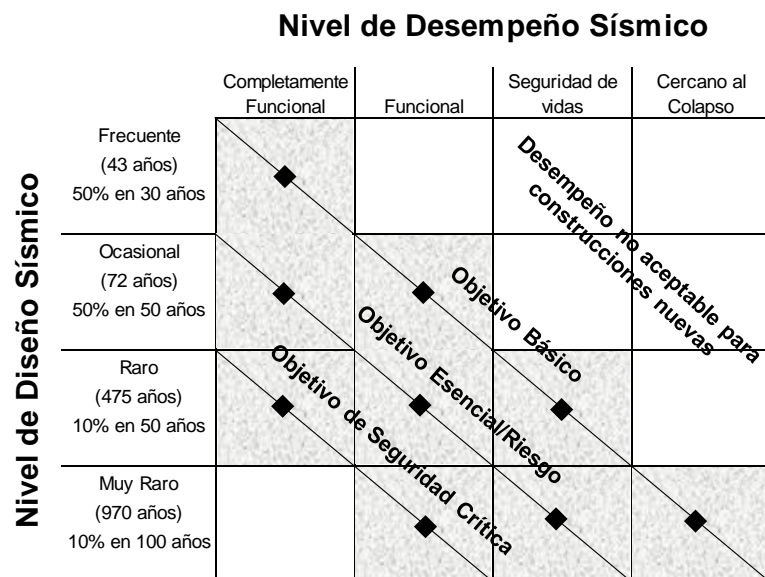 Nivel de Desempeño Sísmico
Completamente
Funcional
Funcional
Seguridad de
vidas
Cercano al
Colapso
Nivel de Diseño Sísmico
Frecuente
(43 años)
50% en 30 años
Ocasional
(72 años)
50% en 50 años
Raro
(475 años)
10% en 50 años
Muy Raro
(970 años)
10% en 100 años
Desempeño no aceptable para
construcciones nuevas
Objetivo Básico
Objetivo Esencial/Riesgo
Objetivo de Seguridad Crítica